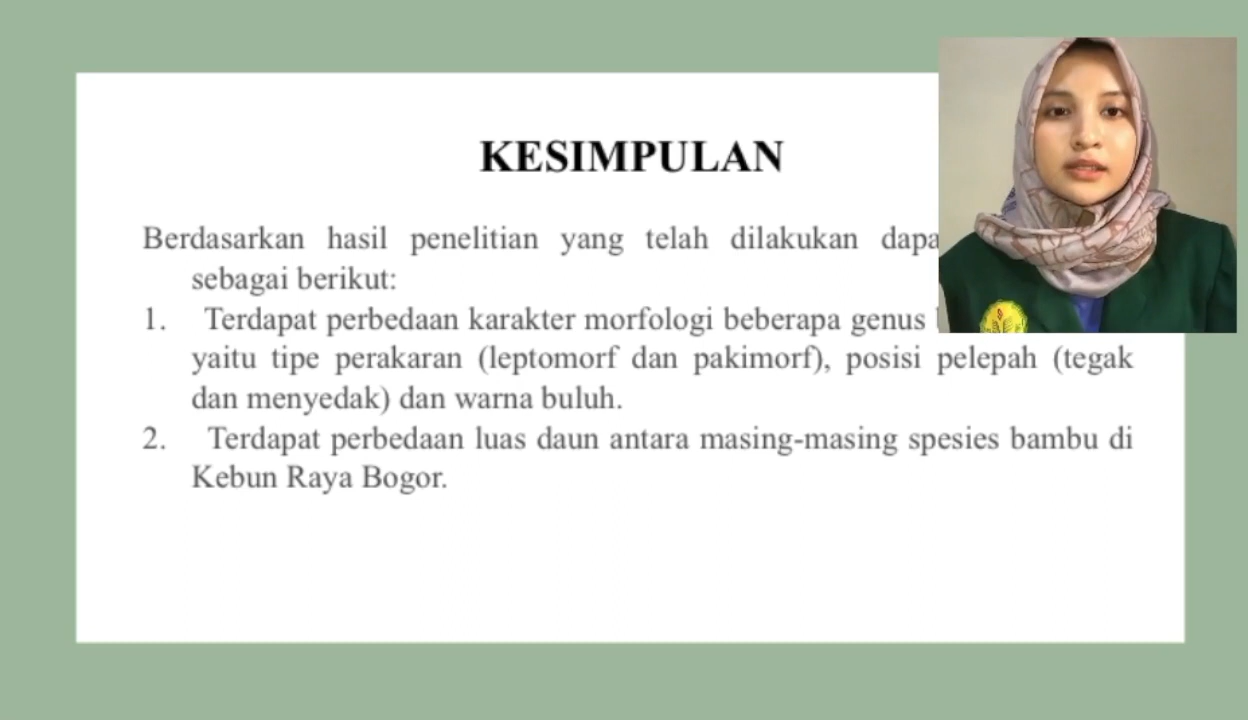 KESIMPULAN
Berdasarkan hasil penelitian yang telah dilakukan
sebagai berikut:
1. Terdapat perbedaan karakter morfologi beberapa genus
yaitu tipe perakaran (leptomorf dan pakimorf), posisi pelepah (tegak
dan menyedak) dan warna buluh.
2. Terdapat perbedaan luas daun antara masing-masing spesies bambu di
Kebun Raya Bogor.